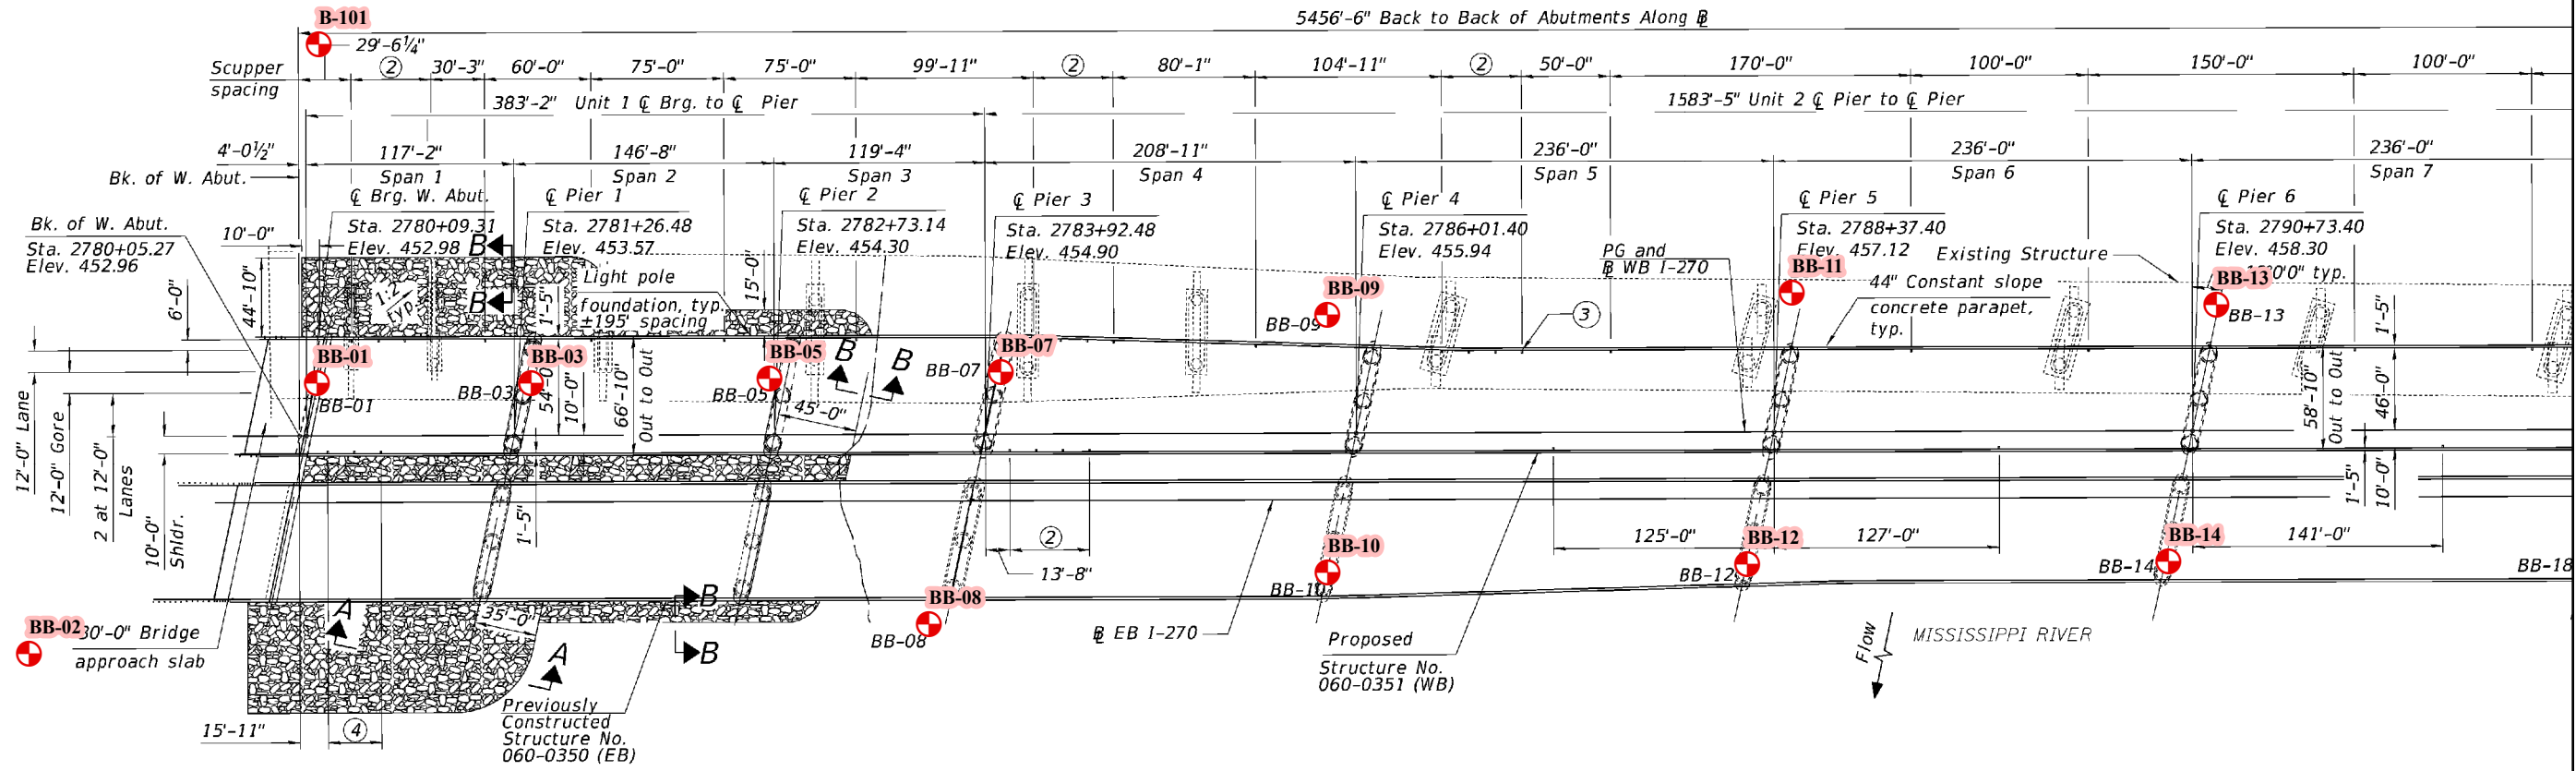 B-101
5456'-6" Back to Back of Abutments Along ℄
29'-6¼"
Scupper
spacing
②
30'-3"
60'-0"
75'-0"
75'-0"
99'-11"
②
80'-1"
104'-11"
②
50'-0"
170'-0"
100'-0"
150'-0"
100'-0"
383'-2" Unit 1 ℄ Brg. to ℄ Pier
1583'-5" Unit 2 ℄ Pier to ℄ Pier
4'-0½"
117'-2"
146'-8"
119'-4"
208'-11"
236'-0"
236'-0"
236'-0"
Bk. of W. Abut.
Span 1
Span 2
Span 3
Span 4
Span 5
Span 6
Span 7
Bk. of W. Abut.
Sta. 2780+05.27
Elev. 452.96
℄ Brg. W. Abut.
Sta. 2780+09.31
Elev. 452.98
℄ Pier 1
Sta. 2781+26.48
Elev. 453.57
℄ Pier 2
Sta. 2782+73.14
Elev. 454.30
℄ Pier 3
Sta. 2783+92.48
Elev. 454.90
℄ Pier 4
Sta. 2786+01.40
Elev. 455.94
℄ Pier 5
Sta. 2788+37.40
Elev. 457.12
℄ Pier 6
Sta. 2790+73.40
Elev. 458.30
10'-0"
B
B
Light pole
foundation, typ.
±195' spacing
15'-0"
PG and
℄ WB I-270
Existing Structure
typ.
44" Constant slope
concrete parapet,
typ.
6'-0"
44'-10"
1:2
typ.
1'-5"
BB-11
BB-13
BB-13
BB-09
BB-09
③
1'-5"
BB-01
BB-01
BB-03
BB-03
BB-05
BB-05
B
B
BB-07
BB-07
10'-0"
66'-10"
Out to Out
45'-0"
58'-10"
Out to Out
46'-0"
12'-0" Lane
12'-0" Gore
2 at 12'-0"
Lanes
10'-0"
Shldr.
1'-5"
1'-5"
10'-0"
②
13'-8"
125'-0"
127'-0"
141'-0"
BB-10
BB-10
BB-12
BB-12
BB-14
BB-14
BB-18
BB-08
BB-08
A
35'-0"
B
B
A
BB-02
30'-0" Bridge
approach slab
℄ EB I-270
Proposed
Structure No.
060-0351 (WB)
Flow
MISSISSIPPI RIVER
Previously
Constructed
Structure No.
060-0350 (EB)
15'-11"
④